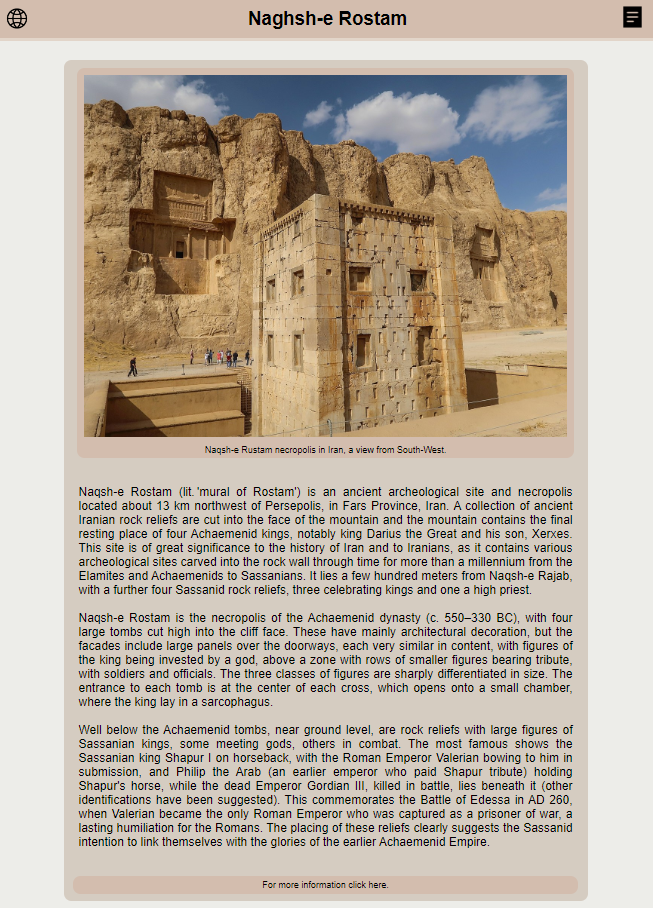 Naghsh-e Rostam
Naqsh-e Rustam necropolis in Iran, a view from South-West.
Naqsh-e Rostam (lit. 'mural of Rostam') is an ancient archeological site and necropolis
located about 13 km northwest of Persepolis, in Fars Province, Iran. A collection of ancient
Iranian rock reliefs are cut into the face of the mountain and the mountain contains the final
resting place of four Achaemenid kings, notably king Darius the Great and his son, Xerxes.
This site is of great significance to the history of Iran and to Iranians, as it contains various
archeological sites carved into the rock wall through time for more than a millennium from the
Elamites and Achaemenids to Sassanians. It lies a few hundred meters from Naqsh-e Rajab,
with a further four Sassanid rock reliefs, three celebrating kings and one a high priest.
Naqsh-e Rostam is the necropolis of the Achaemenid dynasty (c. 550–330 BC), with four
large tombs cut high into the cliff face. These have mainly architectural decoration, but the
facades include large panels over the doorways, each very similar in content, with figures of
the king being invested by a god, above a zone with rows of smaller figures bearing tribute,
with soldiers and officials. The three classes of figures are sharply differentiated in size. The
entrance to each tomb is at the center of each cross, which opens onto a small chamber,
where the king lay in a sarcophagus.
Well below the Achaemenid tombs, near ground level, are rock reliefs with large figures of
Sassanian kings, some meeting gods, others in combat. The most famous shows the
Sassanian king Shapur I on horseback, with the Roman Emperor Valerian bowing to him in
submission, and Philip the Arab (an earlier emperor who paid Shapur tribute) holding
Shapur's horse, while the dead Emperor Gordian III, killed in battle, lies beneath it (other
identifications have been suggested). This commemorates the Battle of Edessa in AD 260,
when Valerian became the only Roman Emperor who was captured as a prisoner of war, a
lasting humiliation for the Romans. The placing of these reliefs clearly suggests the Sassanid
intention to link themselves with the glories of the earlier Achaemenid Empire.
For more information click here.